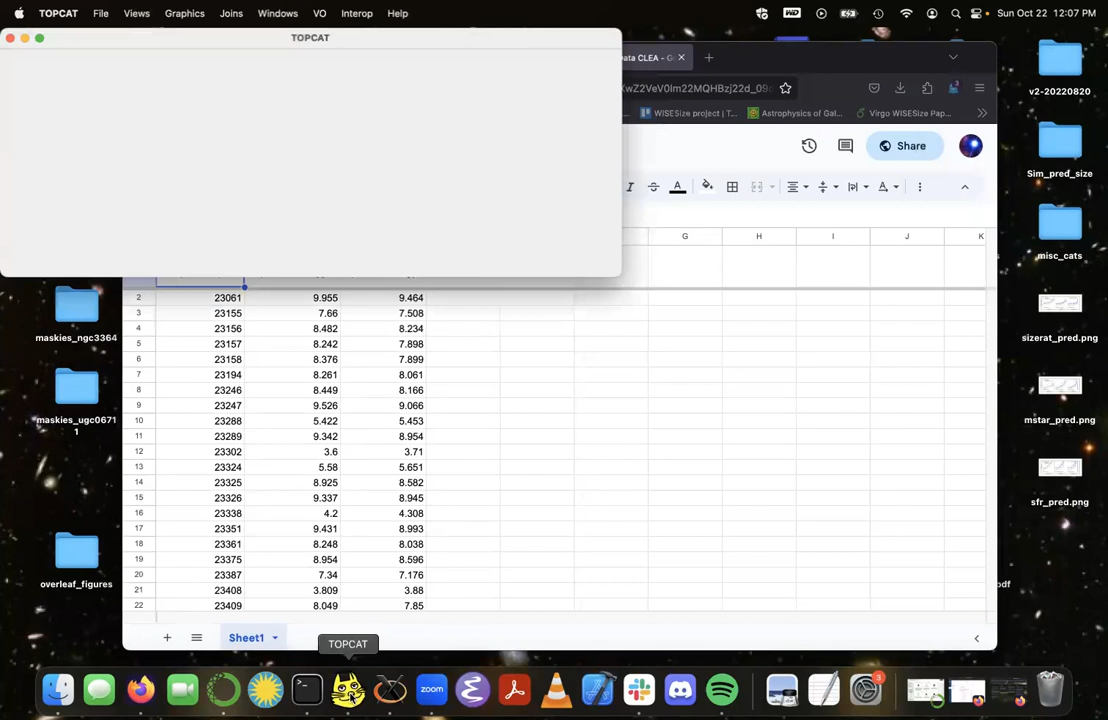 TOPCAT File Views Graphics Joins Windows VO Interop Help Sun Oct 22 12:07 PM
TOPCAT
ata CLEA - G
XwZ2VeV0Im22MQHBzj22d_09
WISESize project | T... Astrophysics of Gal... Virgo WISESize Pap...
Share
G H I J K
2 23061 9.955 9.464
3 23155 7.66 7.508
4 23156 8.482 8.234
5 23157 8.242 7.898
6 23158 8.376 7.899
7 23194 8.261 8.061
8 23246 8.449 8.166
9 23247 9.526 9.066
10 23288 5.422 5.453
11 23289 9.342 8.954
12 23302 3.6 3.71
13 23324 5.58 5.651
14 23325 8.925 8.582
15 23326 9.337 8.945
16 23338 4.2 4.308
17 23351 9.431 8.993
18 23361 8.248 8.038
19 23375 8.954 8.596
20 23387 7.34 7.176
21 23408 3.809 3.88
22 23409 8.049 7.85
Sheet1
TOPCAT
v2-20220820
Sim_pred_size
misc_cats
sizerat_pred.png
mstar_pred.png
sfr_pred.png
odf
maskies_ngc3364
maskies_ugc0671
1
overleaf_figures
zoom
3